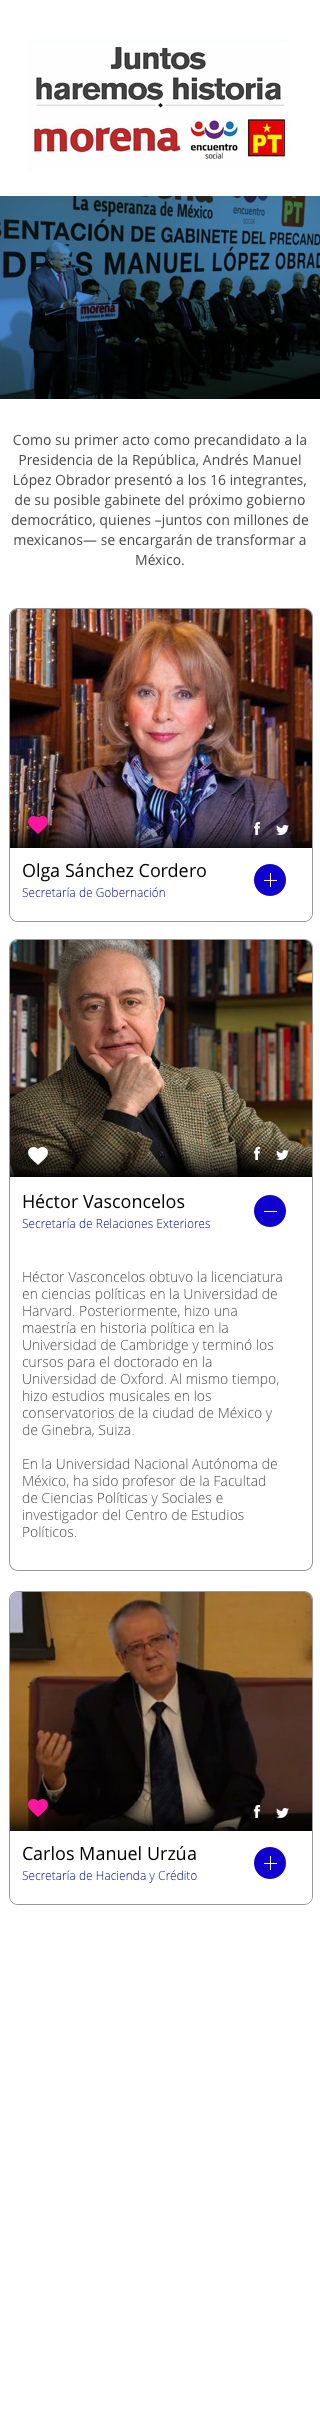 Juntos
haremos historia
morena
encuentro
social
PT
La esperanza de México
encuentro
social
PT
SENTACIÓN DE GABINETE DEL PRECAND
DRÉS MANUEL LÓPEZ OBRAD
morena
La esperanza de México
Como su primer acto como precandidato a la
Presidencia de la República, Andrés Manuel
López Obrador presentó a los 16 integrantes,
de su posible gabinete del próximo gobierno
democrático, quienes –juntos con millones de
mexicanos— se encargarán de transformar a
México.
Olga Sánchez Cordero
Secretaría de Gobernación
Héctor Vasconcelos
Secretaría de Relaciones Exteriores
Héctor Vasconcelos obtuvo la licenciatura
en ciencias políticas en la Universidad de
Harvard. Posteriormente, hizo una
maestría en historia política en la
Universidad de Cambridge y terminó los
cursos para el doctorado en la
Universidad de Oxford. Al mismo tiempo,
hizo estudios musicales en los
conservatorios de la ciudad de México y
de Ginebra, Suiza.
En la Universidad Nacional Autónoma de
México, ha sido profesor de la Facultad
de Ciencias Políticas y Sociales e
investigador del Centro de Estudios
Políticos.
Carlos Manuel Urzúa
Secretaría de Hacienda y Crédito